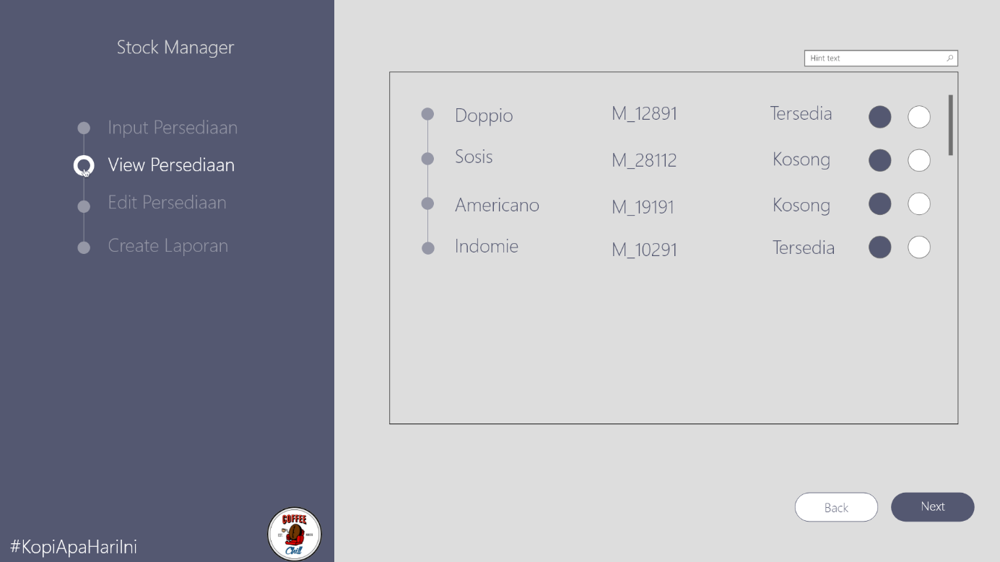 Stock Manager
Input Persediaan
View Persediaan
Edit Persediaan
Create Laporan
Hint text
Doppio M_12891 Tersedia
Sosis M_28112 Kosong
Americano M_19191 Kosong
Indomie M_10291 Tersedia
Back Next
#KopiApaHariIni
COFFEE
EST.
Chill